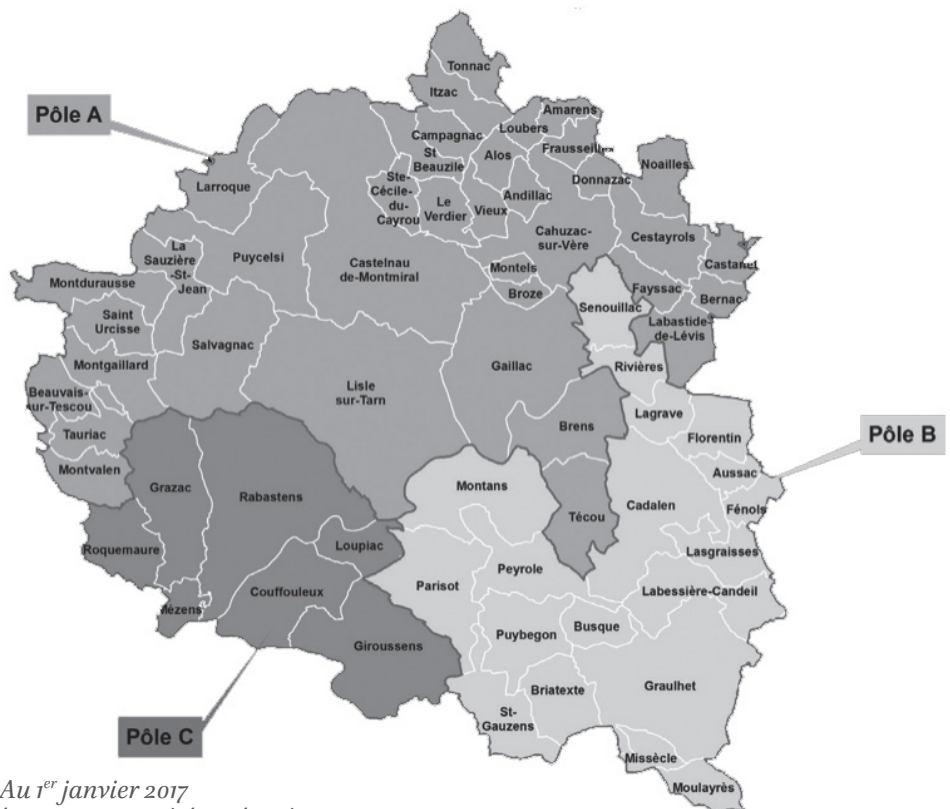 Tonnac
Itzac
Pôle A
Amarens
Loubers
Campagnac
Frausseilles
St
Beauzile
Alos
Noailles
Donnazac
Larroque
Ste-
Cécile-
du-
Cayrou
Le
Verdier
Vieux
Andillac
Cahuzac-
sur-Vère
Cestayrols
La
Sauzière
-St-
Jean
Puycelsi
Castelnau
de-Montmiral
Montels
Broze
Castanet
Fayssac
Bernac
Montdurausse
Saint
Urcisse
Senouillac
Labastide-
de-Lévis
Salvagnac
Montgaillard
Gaillac
Rivières
Lisle
sur-Tarn
Beauvais-
sur-Tescou
Lagrave
Tauriac
Brens
Florentin
Pôle B
Montvalen
Aussac
Grazac
Rabastens
Montans
Cadalen
Fénols
Técou
Roquemaure
Loupiac
Lasgraisses
Peyrole
Parisot
Couffouleux
Labessière-Candeil
Mézens
Puybegon
Busque
Giroussens
Briatexte
Graulhet
St-
Gauzens
Pôle C
Missècle
Moulayrès
Au 1er janvier 2017